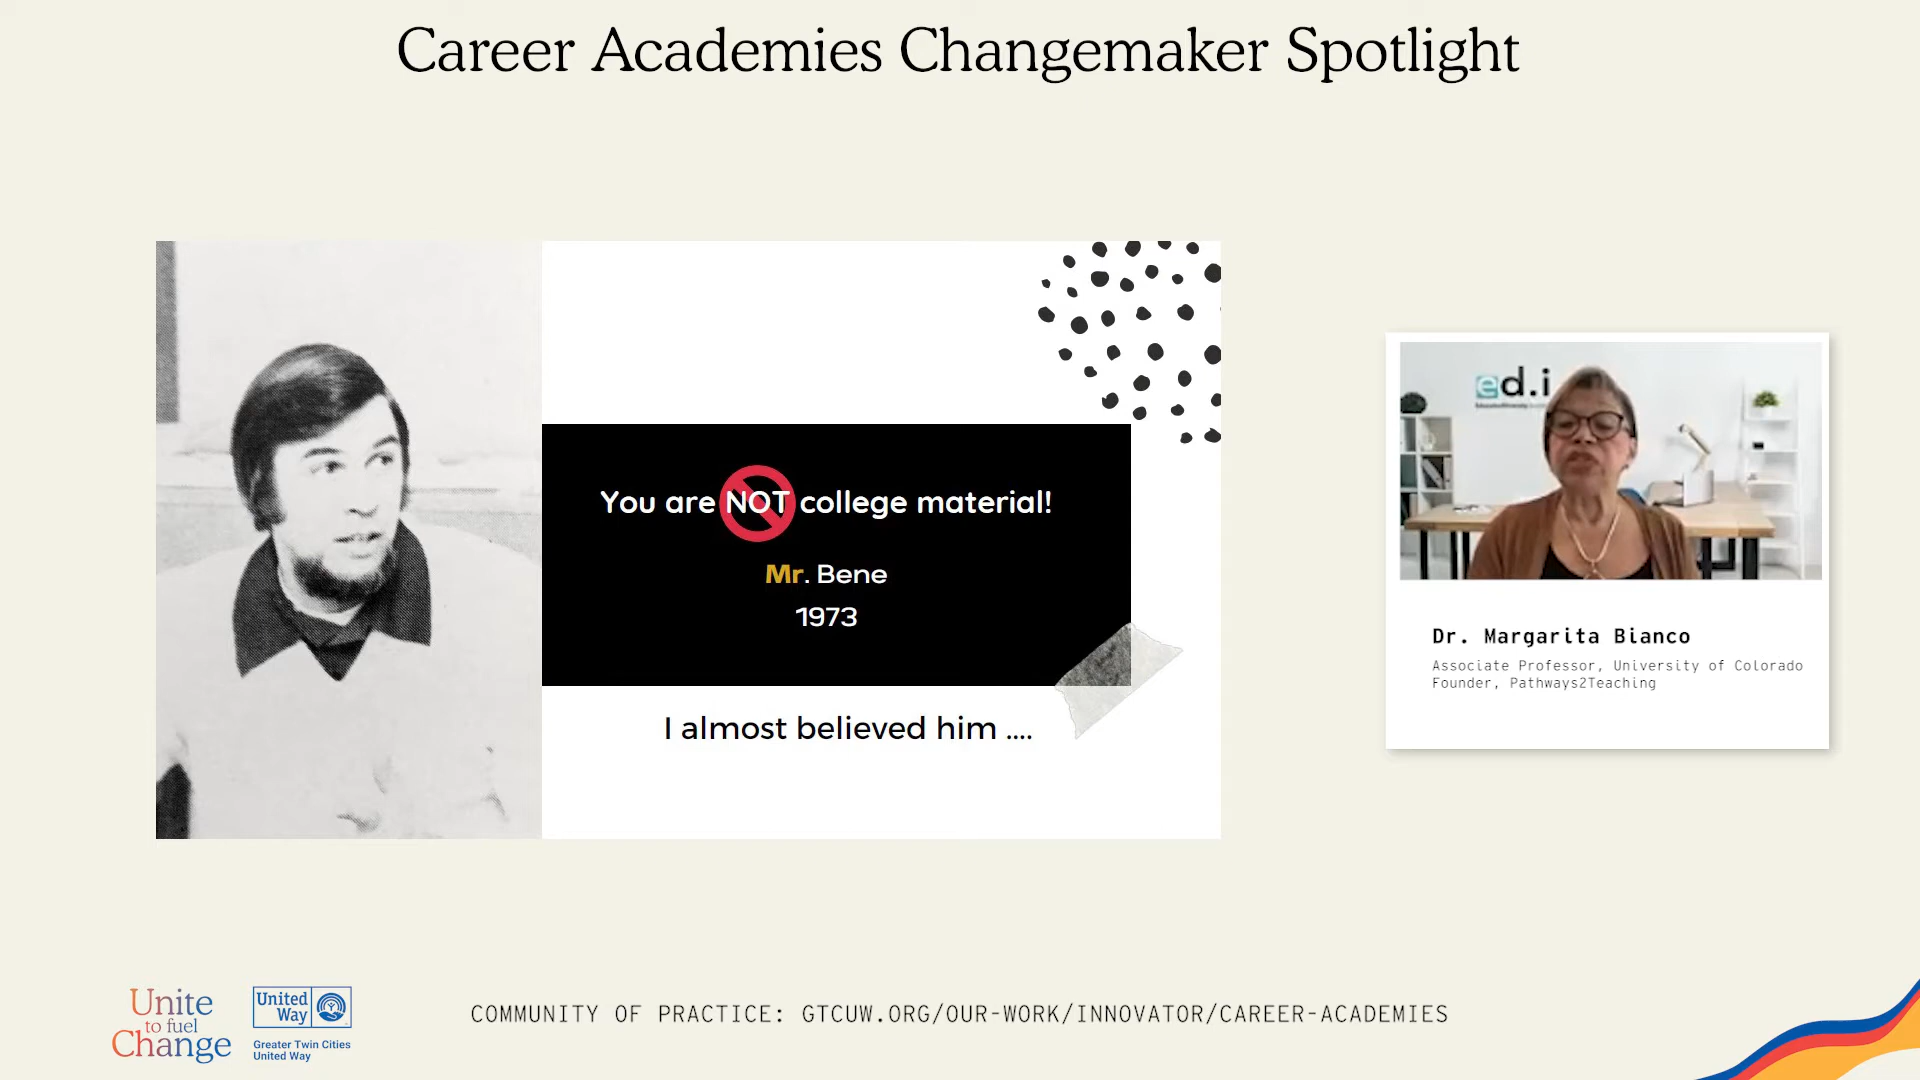 Career Academies Changemaker Spotlight
You are NOT college material!
Mr. Bene
1973
I almost believed him ....
ed.i
Dr. Margarita Bianco
Associate Professor, University of Colorado
Founder, Pathways2Teaching
Unite
to fuel
Change
United
Way
Greater Twin Cities
United Way
COMMUNITY OF PRACTICE: GTCUW.ORG/OUR-WORK/INNOVATOR/CAREER-ACADEMIES